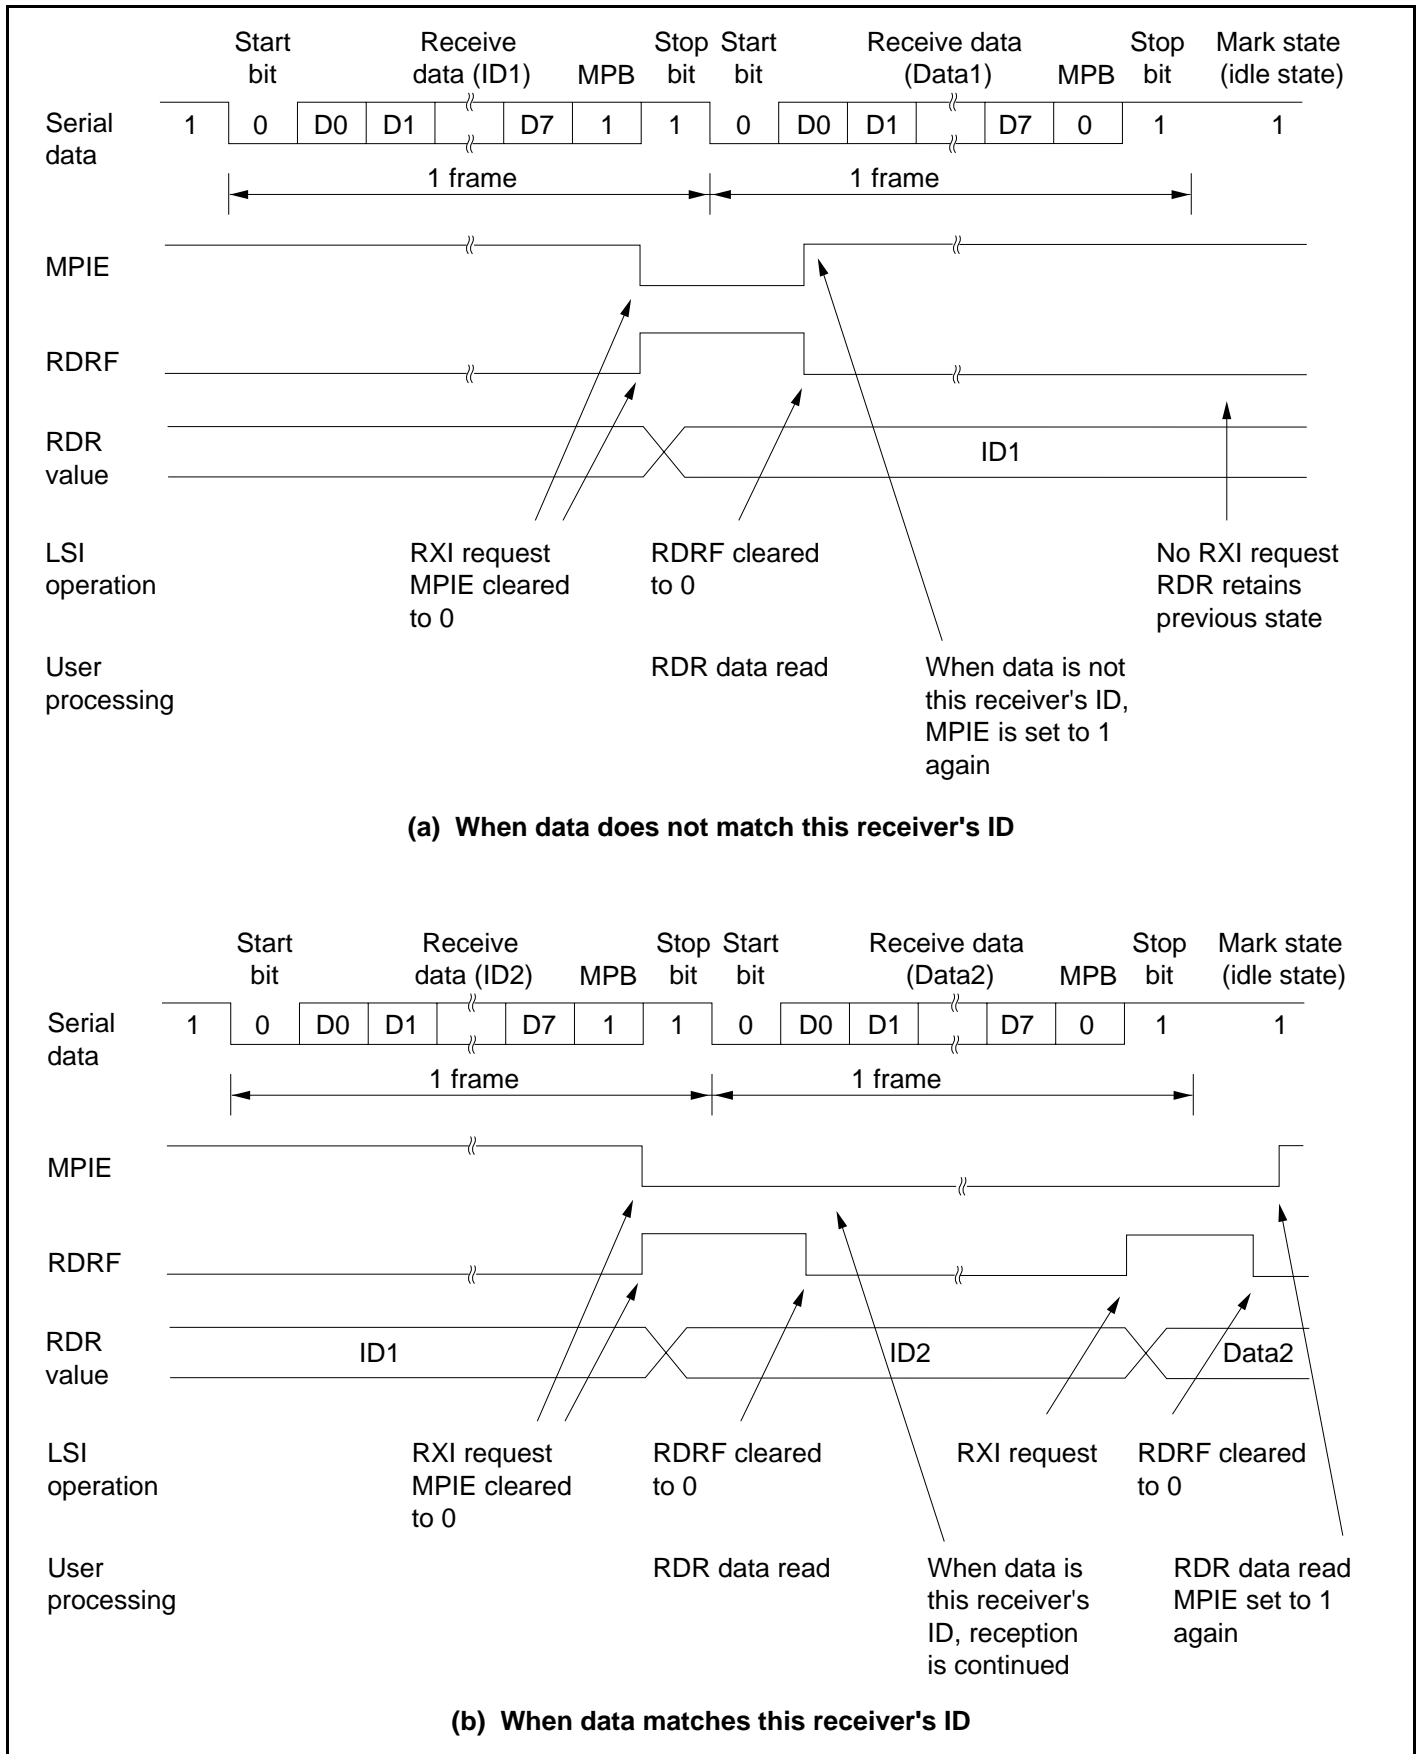 Start Receive Stop Start Receive data Stop Mark state
bit data (ID1) MPB bit bit (Data1) MPB bit (idle state)
Serial data 1 0 D0 D1 D7 1 1 0 D0 D1 D7 0 1 1
1 frame 1 frame
MPIE
RDRF
RDR value ID1
LSI operation
RXI request
MPIE cleared
to 0
RDRF cleared
to 0
No RXI request
RDR retains
previous state
User processing
RDR data read
When data is not
this receiver's ID,
MPIE is set to 1
again
(a) When data does not match this receiver's ID
Start Receive Stop Start Receive data Stop Mark state
bit data (ID2) MPB bit bit (Data2) MPB bit (idle state)
Serial data 1 0 D0 D1 D7 1 1 0 D0 D1 D7 0 1 1
1 frame 1 frame
MPIE
RDRF
RDR value ID1 ID2 Data2
LSI operation
RXI request
MPIE cleared
to 0
RDRF cleared
to 0
RXI request
RDRF cleared
to 0
User processing
RDR data read
When data is
this receiver's
ID, reception
is continued
RDR data read
MPIE set to 1
again
(b) When data matches this receiver's ID